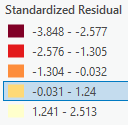 Standardized Residual
-3.848 - -2.577
-2.576 - -1.305
-1.304 - -0.032
-0.031 - 1.24
1.241 - 2.513